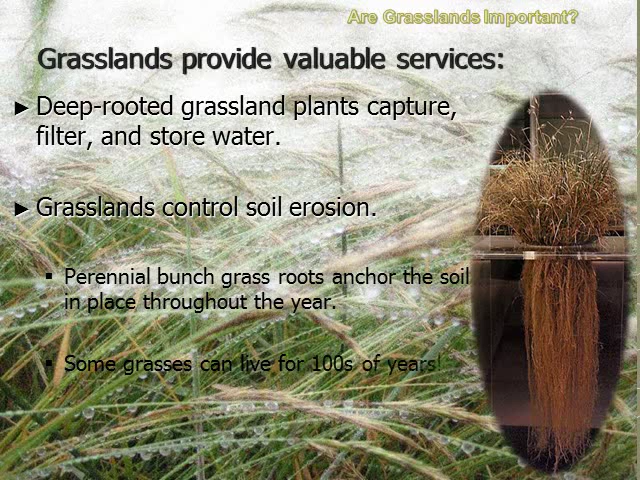 Are Grasslands Important?
Grasslands provide valuable services:
► Deep-rooted grassland plants capture,
filter, and store water.
► Grasslands control soil erosion.
▪ Perennial bunch grass roots anchor the soil
in place throughout the year.
▪ Some grasses can live for 100s of years!